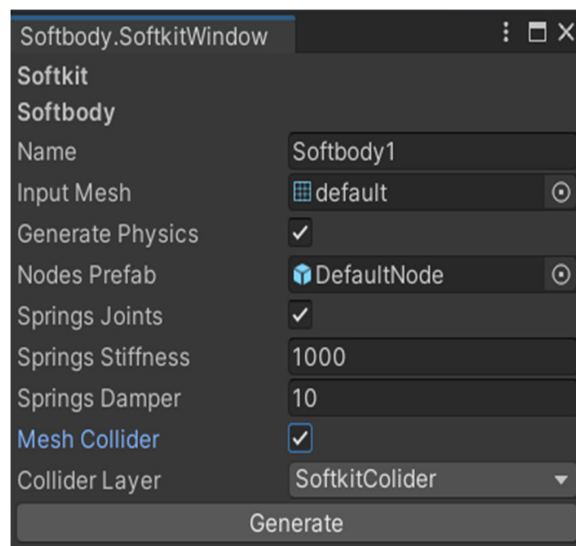 Softbody.SoftkitWindow
Softkit
Softbody
Name Softbody1
Input Mesh default
Generate Physics
Nodes Prefab DefaultNode
Springs Joints
Springs Stiffness 1000
Springs Damper 10
Mesh Collider
Collider Layer SoftkitColider
Generate